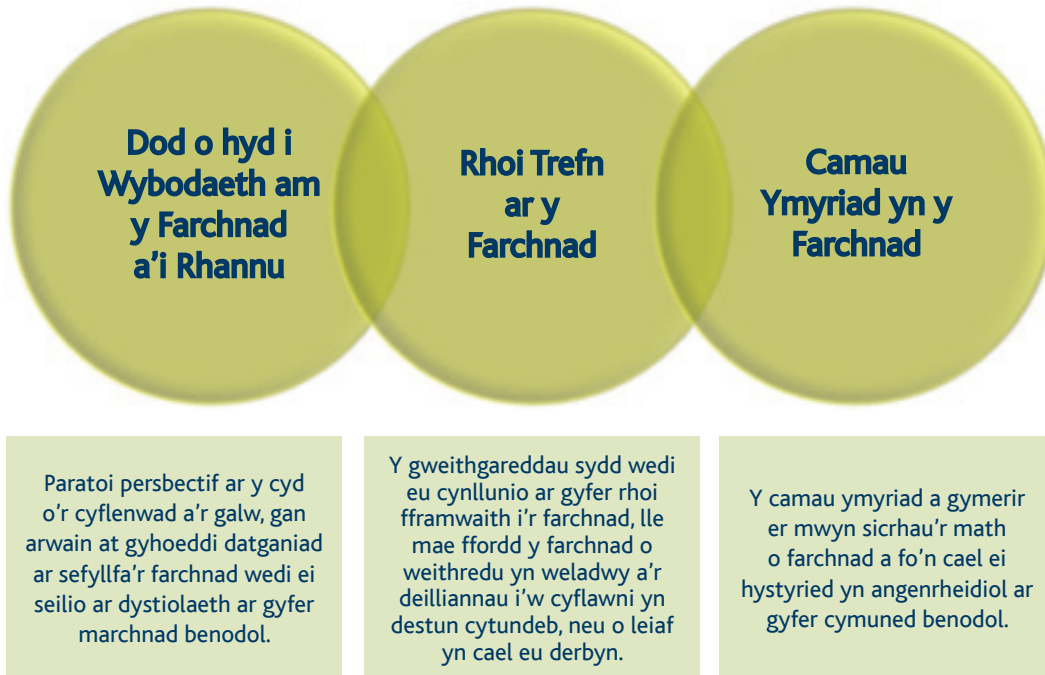 Dod o hyd i
Wybodaeth am
y Farchnad
a'i Rhannu
Rhoi Trefn
ar y
Farchnad
Camau
Ymyriad yn y
Farchnad
Paratoi persbectif ar y cyd
o'r cyflenwad a'r galw, gan
arwain at gyhoeddi datganiad
ar sefyllfa'r farchnad wedi ei
seilio ar dystiolaeth ar gyfer
marchnad benodol.
Y gweithgareddau sydd wedi
eu cynllunio ar gyfer rhoi
fframwaith i'r farchnad, lle
mae ffordd y farchnad o
weithredu yn weladwy a'r
deilliannau i'w cyflawni yn
destun cytundeb, neu o leiaf
yn cael eu derbyn.
Y camau ymyriad a gymerir
er mwyn sicrhau'r math
o farchnad a fo'n cael ei
hystyried yn angenrheidiol ar
gyfer cymuned benodol.